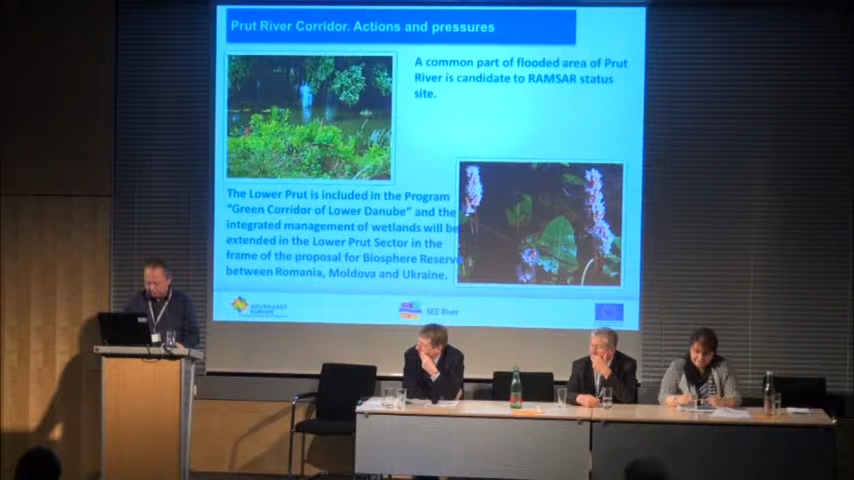 Prut River Corridor. Actions and pressures
A common part of flooded area of Prut
River is candidate to RAMSAR status
site.
The Lower Prut is included in the Program
"Green Corridor of Lower Danube" and the
integrated management of wetlands will be
extended in the Lower Prut Sector in the
frame of the proposal for Biosphere Reserve
between Romania, Moldova and Ukraine.
SOUTH EAST
EUROPE
SEE River